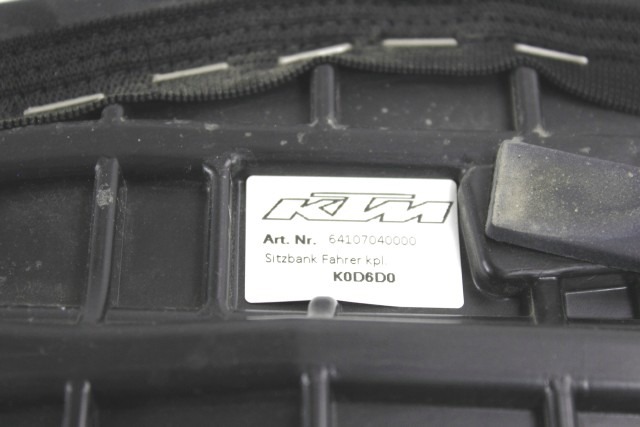 KTM
Art. Nr. 64107040000
Sitzbank Fahrer kpl.
K0D6D0